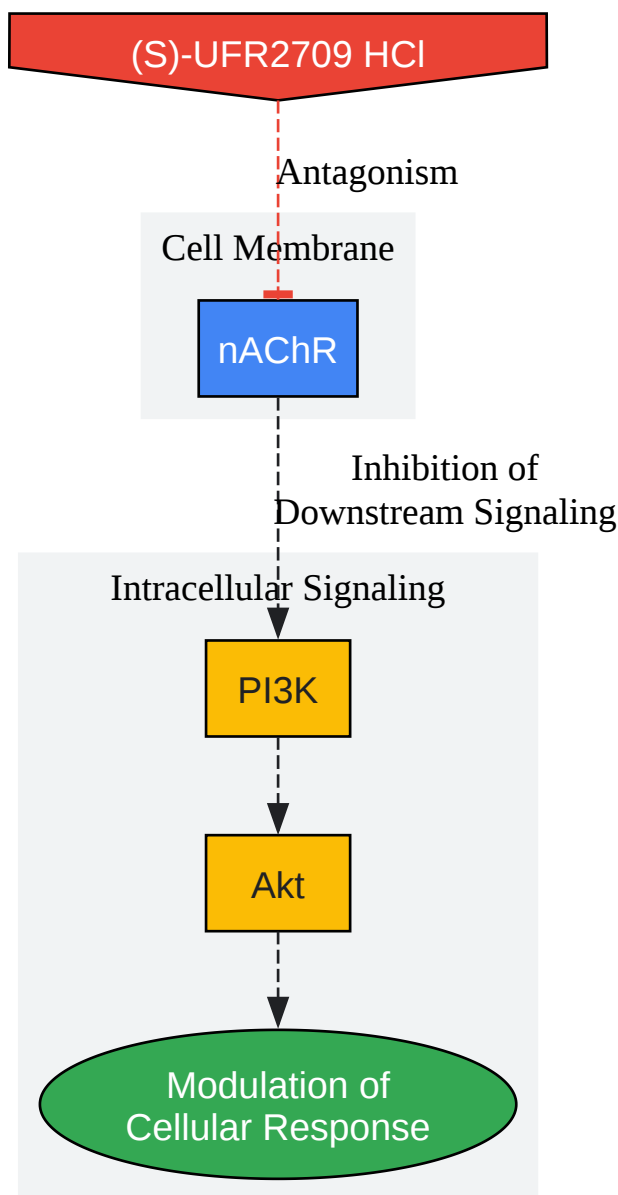 (S)-UFR2709 HCl
Antagonism
Cell Membrane
nAChR
Inhibition of
Downstream Signaling
Intracellular Signaling
PI3K
Akt
Modulation of
Cellular Response